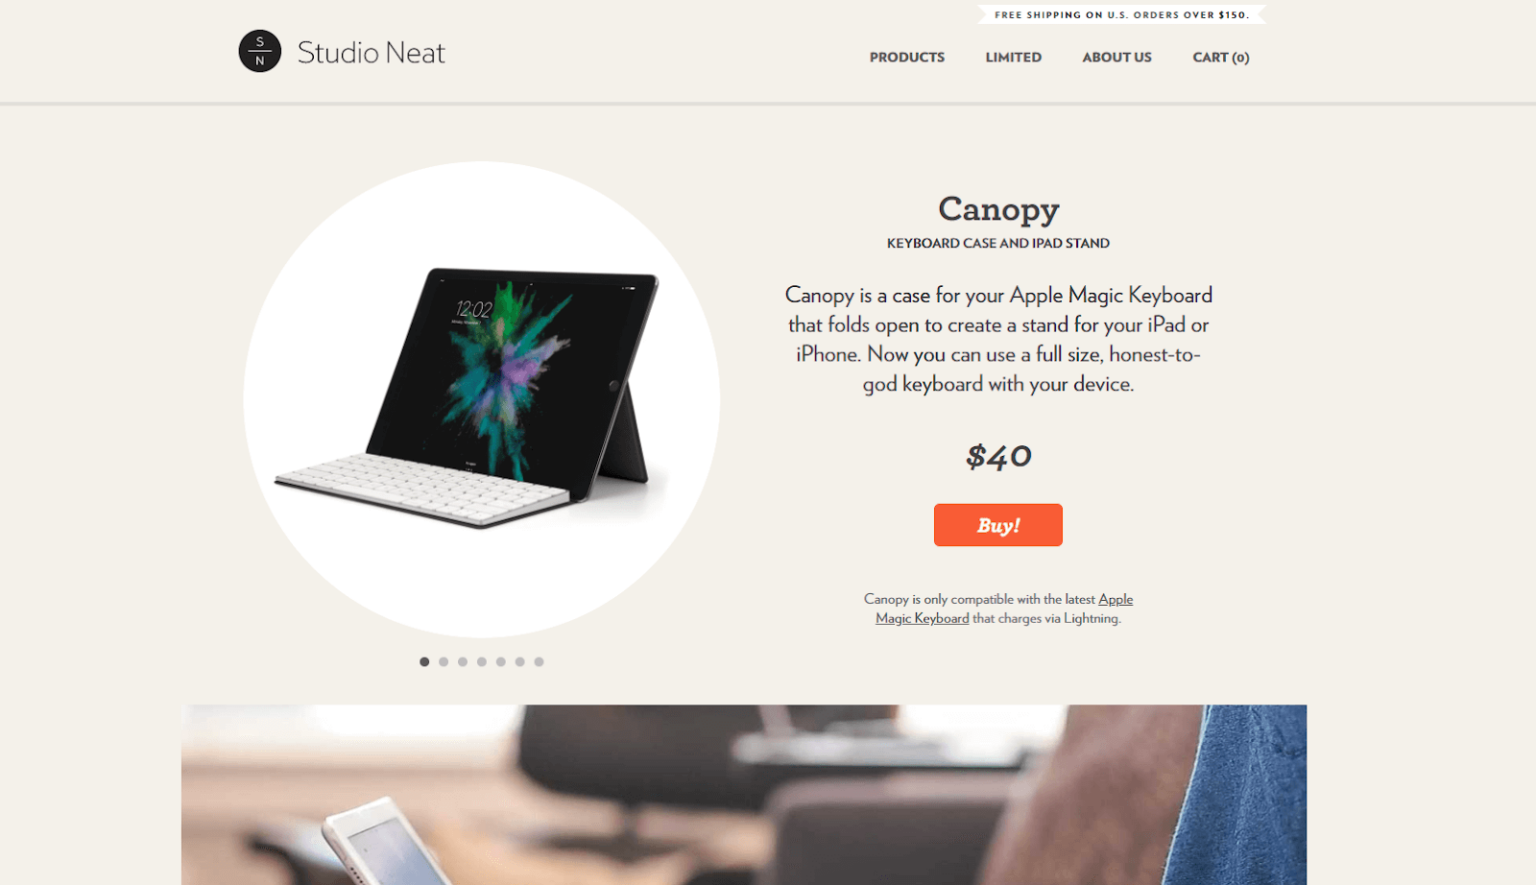 FREE SHIPPING ON U.S. ORDERS OVER $150.
S
N
Studio Neat
PRODUCTS
LIMITED
ABOUT US
CART (0)
Canopy
KEYBOARD CASE AND IPAD STAND
Canopy is a case for your Apple Magic Keyboard
that folds open to create a stand for your iPad or
iPhone. Now you can use a full size, honest-to-
god keyboard with your device.
12:02
$40
Buy!
Canopy is only compatible with the latest Apple
Magic Keyboard that charges via Lightning.